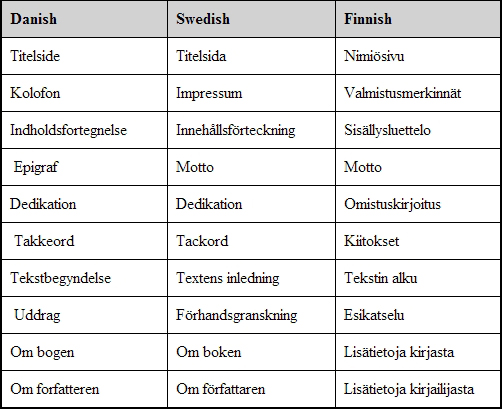 Danish Swedish Finnish
Titelside Titelsida Nimiösivu
Kolofon Impressum Valmistusmerkinnät
Indholdsfortegnelse Innehållsförteckning Sisällysluettelo
Epigraf Motto Motto
Dedikation Dedikation Omistuskirjoitus
Takkeord Tackord Kiitokset
Tekstbegyndelse Textens inledning Tekstin alku
Uddrag Förhandsgranskning Esikatselu
Om bogen Om boken Lisätietoja kirjasta
Om forfatteren Om författaren Lisätietoja kirjailijasta